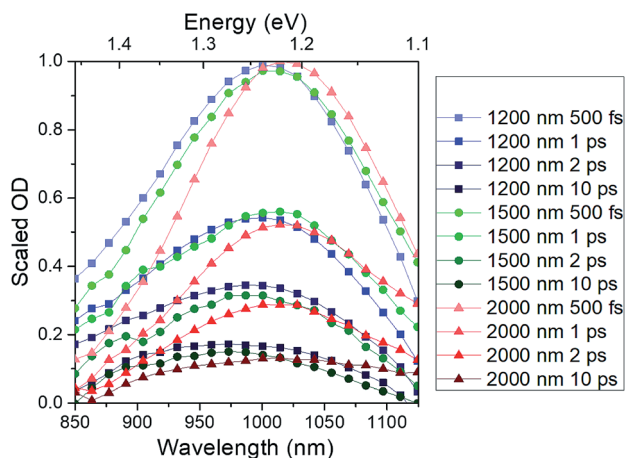 Energy (eV)
1.4 1.3 1.2 1.1
1.0
0.8
0.6
0.4
0.2
0.0
Scaled OD
850 900 950 1000 1050 1100
Wavelength (nm)
1200 nm 500 fs
1200 nm 1 ps
1200 nm 2 ps
1200 nm 10 ps
1500 nm 500 fs
1500 nm 1 ps
1500 nm 2 ps
1500 nm 10 ps
2000 nm 500 fs
2000 nm 1 ps
2000 nm 2 ps
2000 nm 10 ps